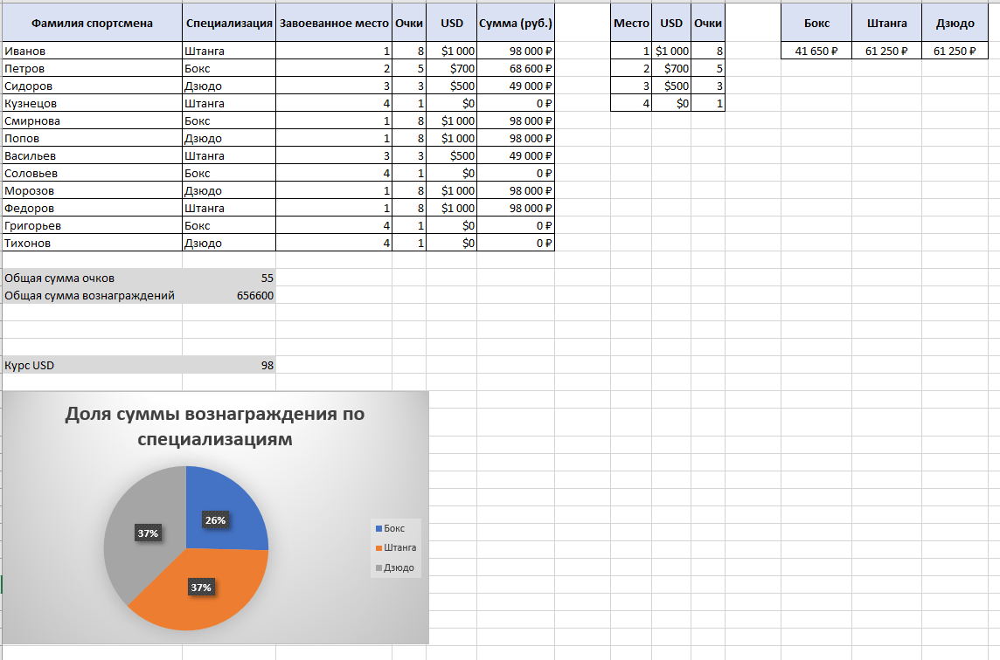 Фамилия спортсмена Специализация Завоеванное место Очки USD Сумма (руб.) Место USD Очки Бокс Штанга Дзюдо
Иванов Штанга 1 8 $1 000 98 000 ₽ 1 $1 000 8 41 650 ₽ 61 250 ₽ 61 250 ₽
Петров Бокс 2 5 $700 68 600 ₽ 2 $700 5
Сидоров Дзюдо 3 3 $500 49 000 ₽ 3 $500 3
Кузнецов Штанга 4 1 $0 0 ₽ 4 $0 1
Смирнова Бокс 1 8 $1 000 98 000 ₽
Попов Дзюдо 1 8 $1 000 98 000 ₽
Васильев Штанга 3 3 $500 49 000 ₽
Соловьев Бокс 4 1 $0 0 ₽
Морозов Дзюдо 1 8 $1 000 98 000 ₽
Федоров Штанга 1 8 $1 000 98 000 ₽
Григорьев Бокс 4 1 $0 0 ₽
Тихонов Дзюдо 4 1 $0 0 ₽
Общая сумма очков 55
Общая сумма вознаграждений 656600
Курс USD 98
Доля суммы вознаграждения по
специализациям
26%
37%
37%
Бокс
Штанга
Дзюдо